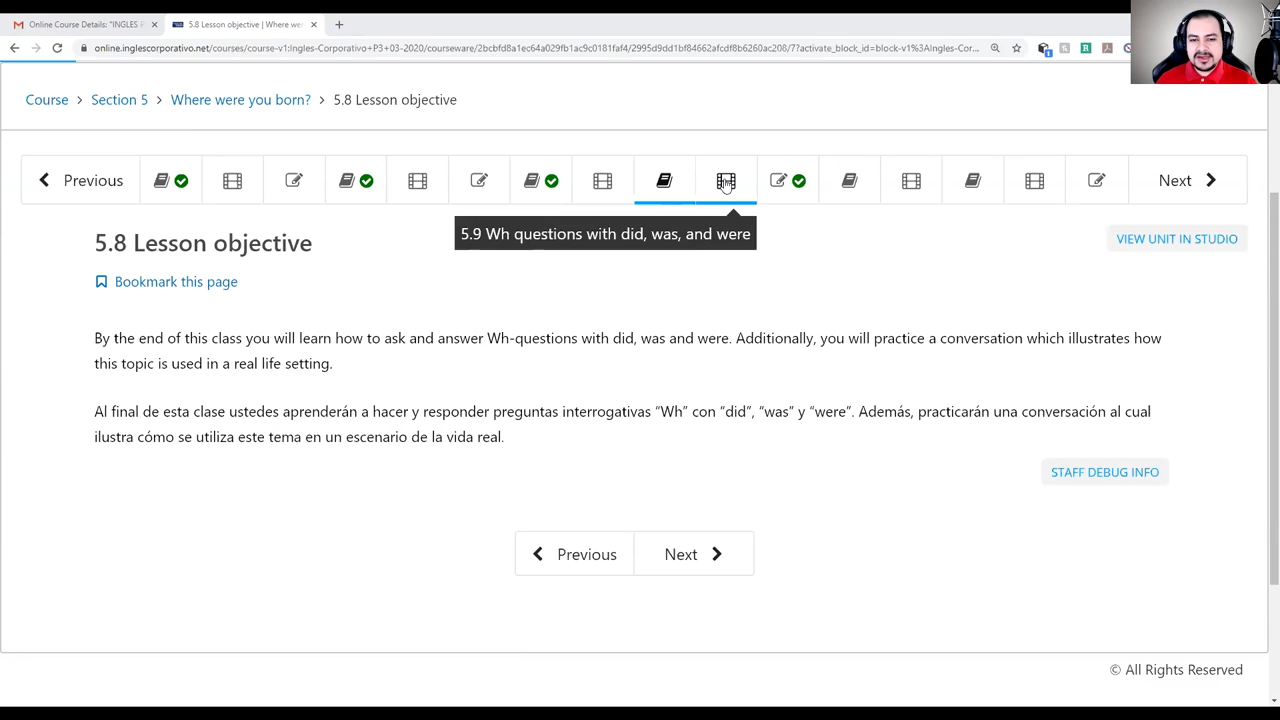 Online Course Details: "INGLES P
5.8 Lesson objective | Where wer
online.inglescorporativo.net/courses/course-v1:Ingles-Corporativo+P3+03-2020/courseware/2bcbfd8a1ec64a029fb1ac9c0181faf4/2995d9dd1bf84662afcdf8b6260ac208/7?activate_block_id=block-v1%3AIngles-Cor...
Course > Section 5 > Where were you born? > 5.8 Lesson objective
Previous
Next
5.9 Wh questions with did, was, and were
5.8 Lesson objective
VIEW UNIT IN STUDIO
Bookmark this page
By the end of this class you will learn how to ask and answer Wh-questions with did, was and were. Additionally, you will practice a conversation which illustrates how
this topic is used in a real life setting.
Al final de esta clase ustedes aprenderán a hacer y responder preguntas interrogativas "Wh" con "did", "was" y "were". Además, practicarán una conversación al cual
ilustra cómo se utiliza este tema en un escenario de la vida real.
STAFF DEBUG INFO
Previous
Next
© All Rights Reserved